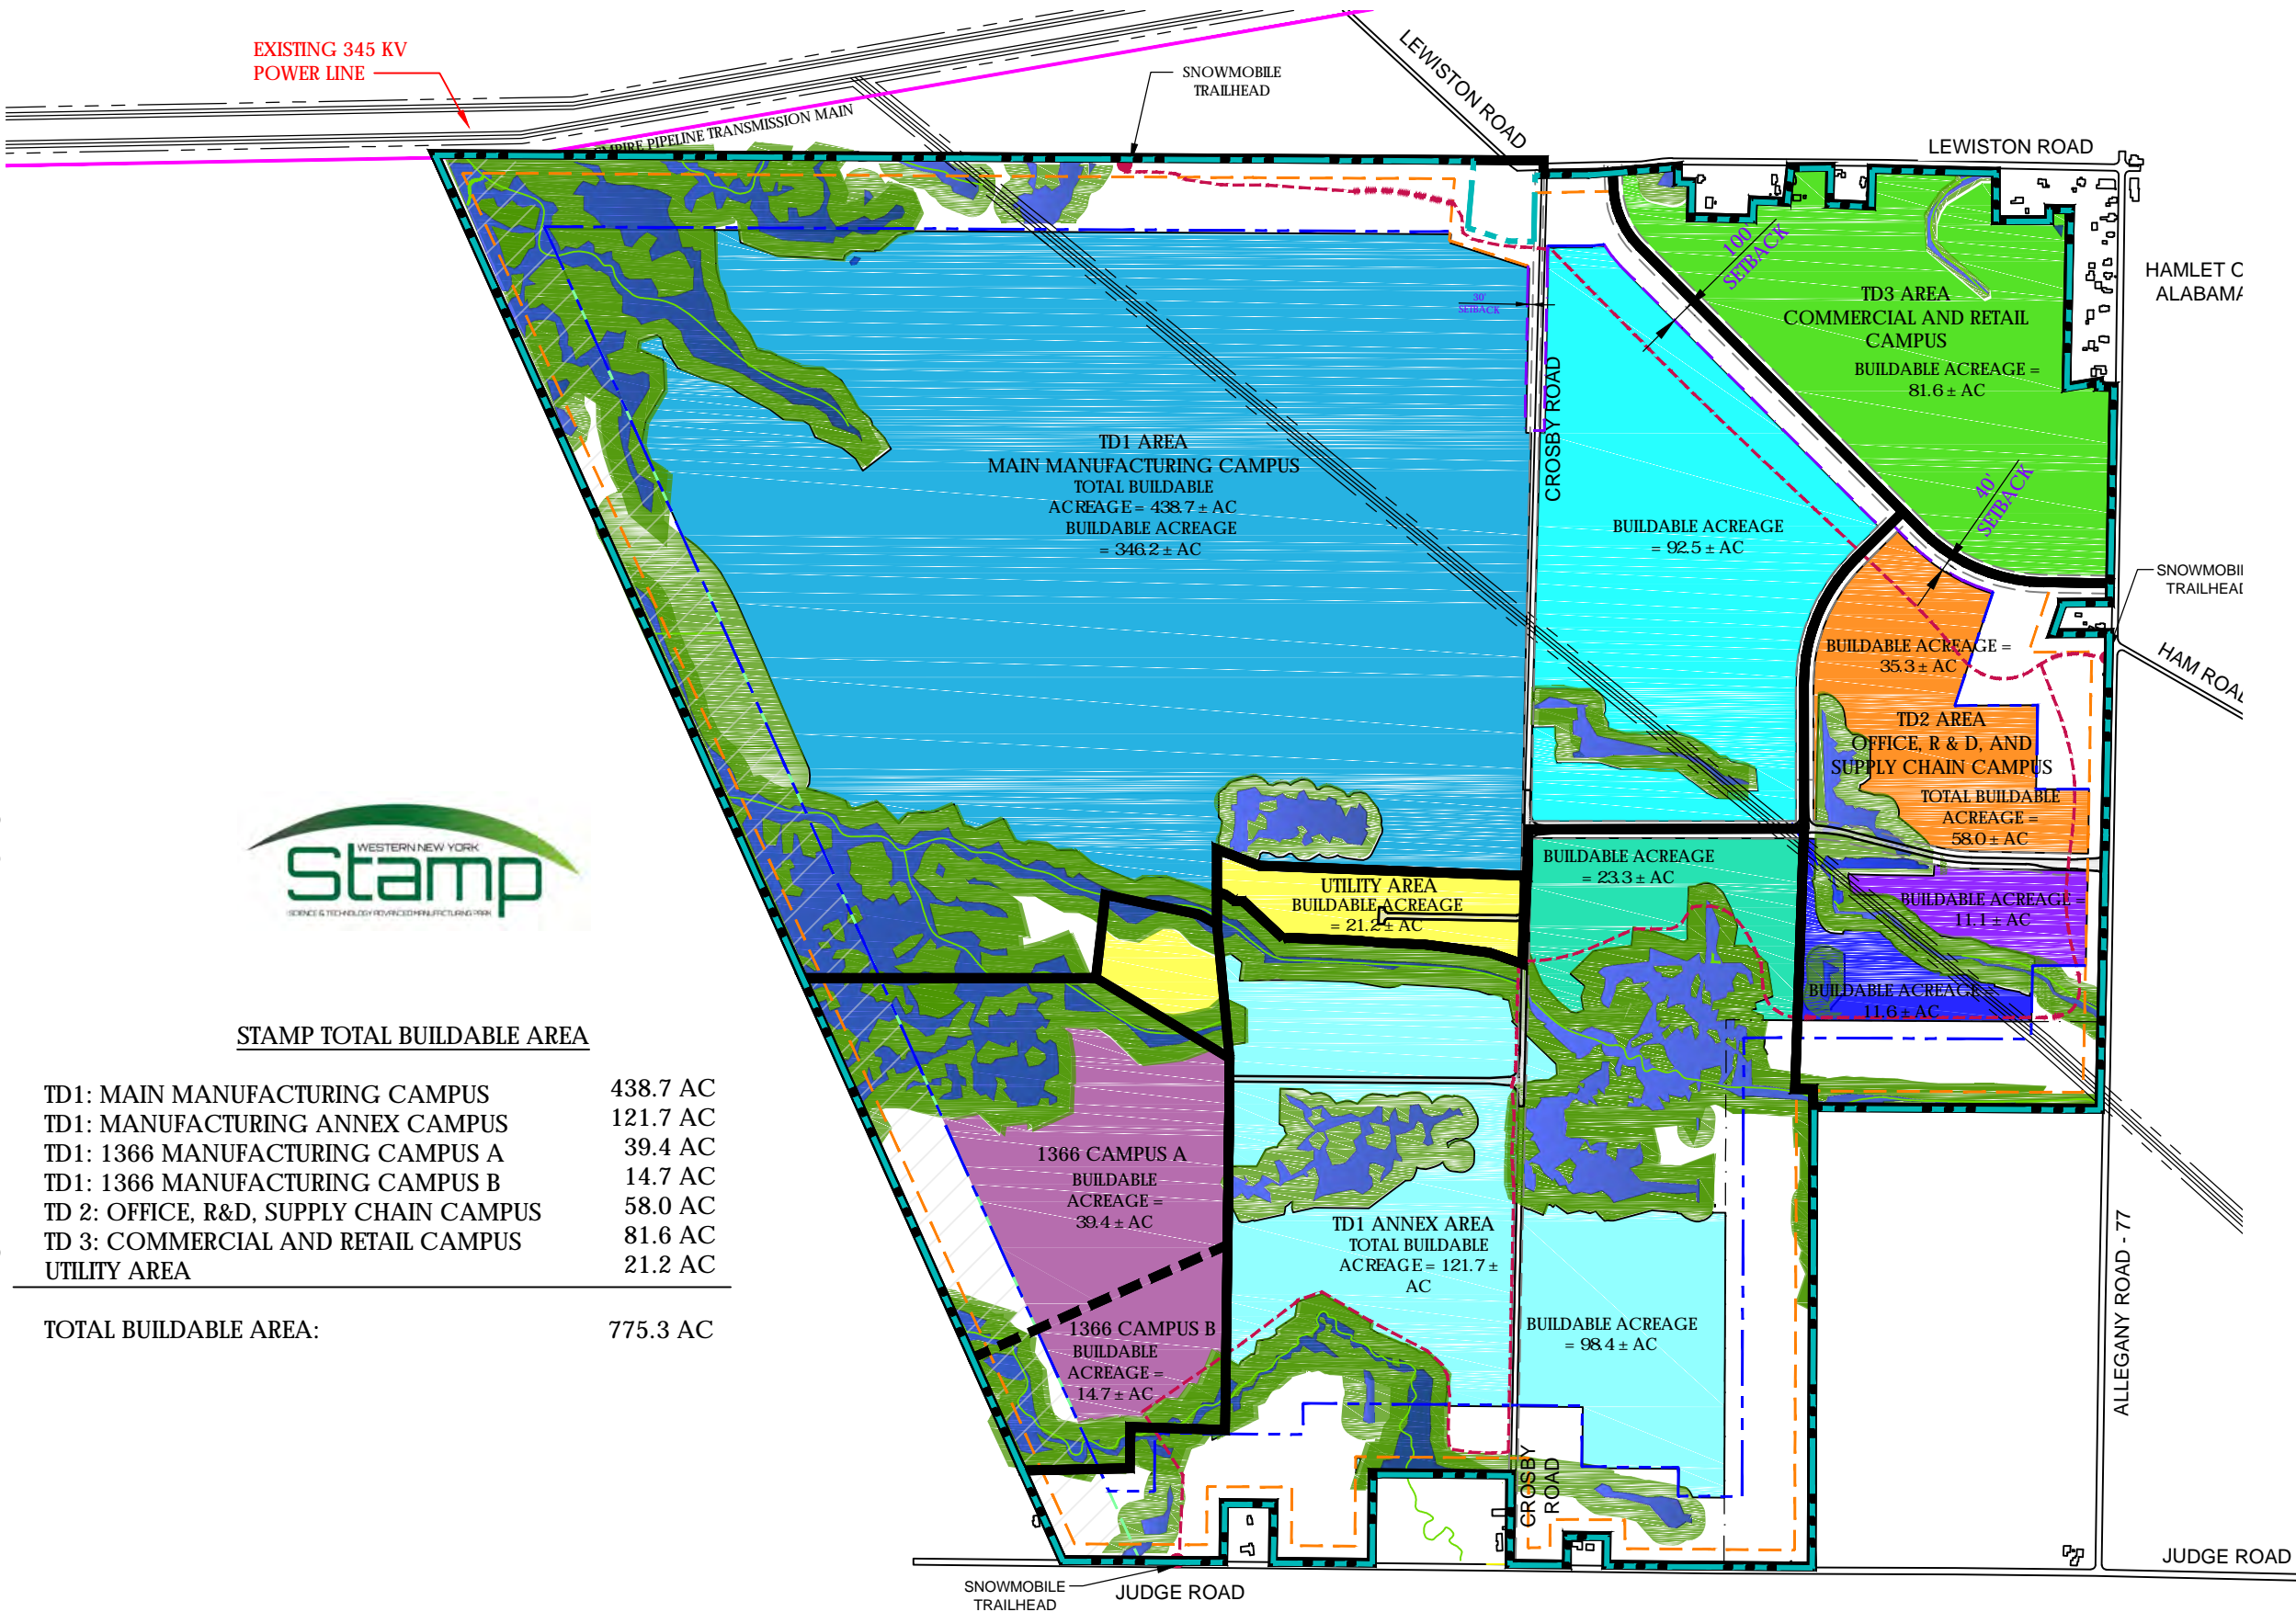 EXISTING 345 KV
POWER LINE
EMPIRE PIPELINE TRANSMISSION MAIN
SNOWMOBILE
TRAILHEAD
LEWISTON ROAD
LEWISTON ROAD
HAMLET O
ALABAMA
100'
SETBACK
30'
SETBACK
TD3 AREA
COMMERCIAL AND RETAIL
CAMPUS
BUILDABLE ACREAGE =
81.6 ± AC
CROSBY ROAD
TD1 AREA
MAIN MANUFACTURING CAMPUS
TOTAL BUILDABLE
ACREAGE = 438.7 ± AC
BUILDABLE ACREAGE
= 346.2 ± AC
BUILDABLE ACREAGE
= 92.5 ± AC
40'
SETBACK
SNOWMOBIL
TRAILHEAD
HAM ROAD
BUILDABLE ACREAGE =
35.3 ± AC
TD2 AREA
OFFICE, R & D, AND
SUPPLY CHAIN CAMPUS
TOTAL BUILDABLE
ACREAGE =
58.0 ± AC
WESTERN NEW YORK
Stamp
SCIENCE & TECHNOLOGY ADVANCED MANUFACTURING PARK
UTILITY AREA
BUILDABLE ACREAGE
= 21.2 ± AC
BUILDABLE ACREAGE
= 23.3 ± AC
BUILDABLE ACREAGE =
11.1 ± AC
BUILDABLE ACREAGE =
11.6 ± AC
STAMP TOTAL BUILDABLE AREA
TD1: MAIN MANUFACTURING CAMPUS 438.7 AC
TD1: MANUFACTURING ANNEX CAMPUS 121.7 AC
TD1: 1366 MANUFACTURING CAMPUS A 39.4 AC
TD1: 1366 MANUFACTURING CAMPUS B 14.7 AC
TD 2: OFFICE, R&D, SUPPLY CHAIN CAMPUS 58.0 AC
TD 3: COMMERCIAL AND RETAIL CAMPUS 81.6 AC
UTILITY AREA 21.2 AC
TOTAL BUILDABLE AREA: 775.3 AC
1366 CAMPUS A
BUILDABLE
ACREAGE =
39.4 ± AC
TD1 ANNEX AREA
TOTAL BUILDABLE
ACREAGE = 121.7 ±
AC
1366 CAMPUS B
BUILDABLE
ACREAGE =
14.7 ± AC
BUILDABLE ACREAGE
= 98.4 ± AC
ALLEGANY ROAD - 77
CROSBY
ROAD
SNOWMOBILE
TRAILHEAD
JUDGE ROAD
JUDGE ROAD